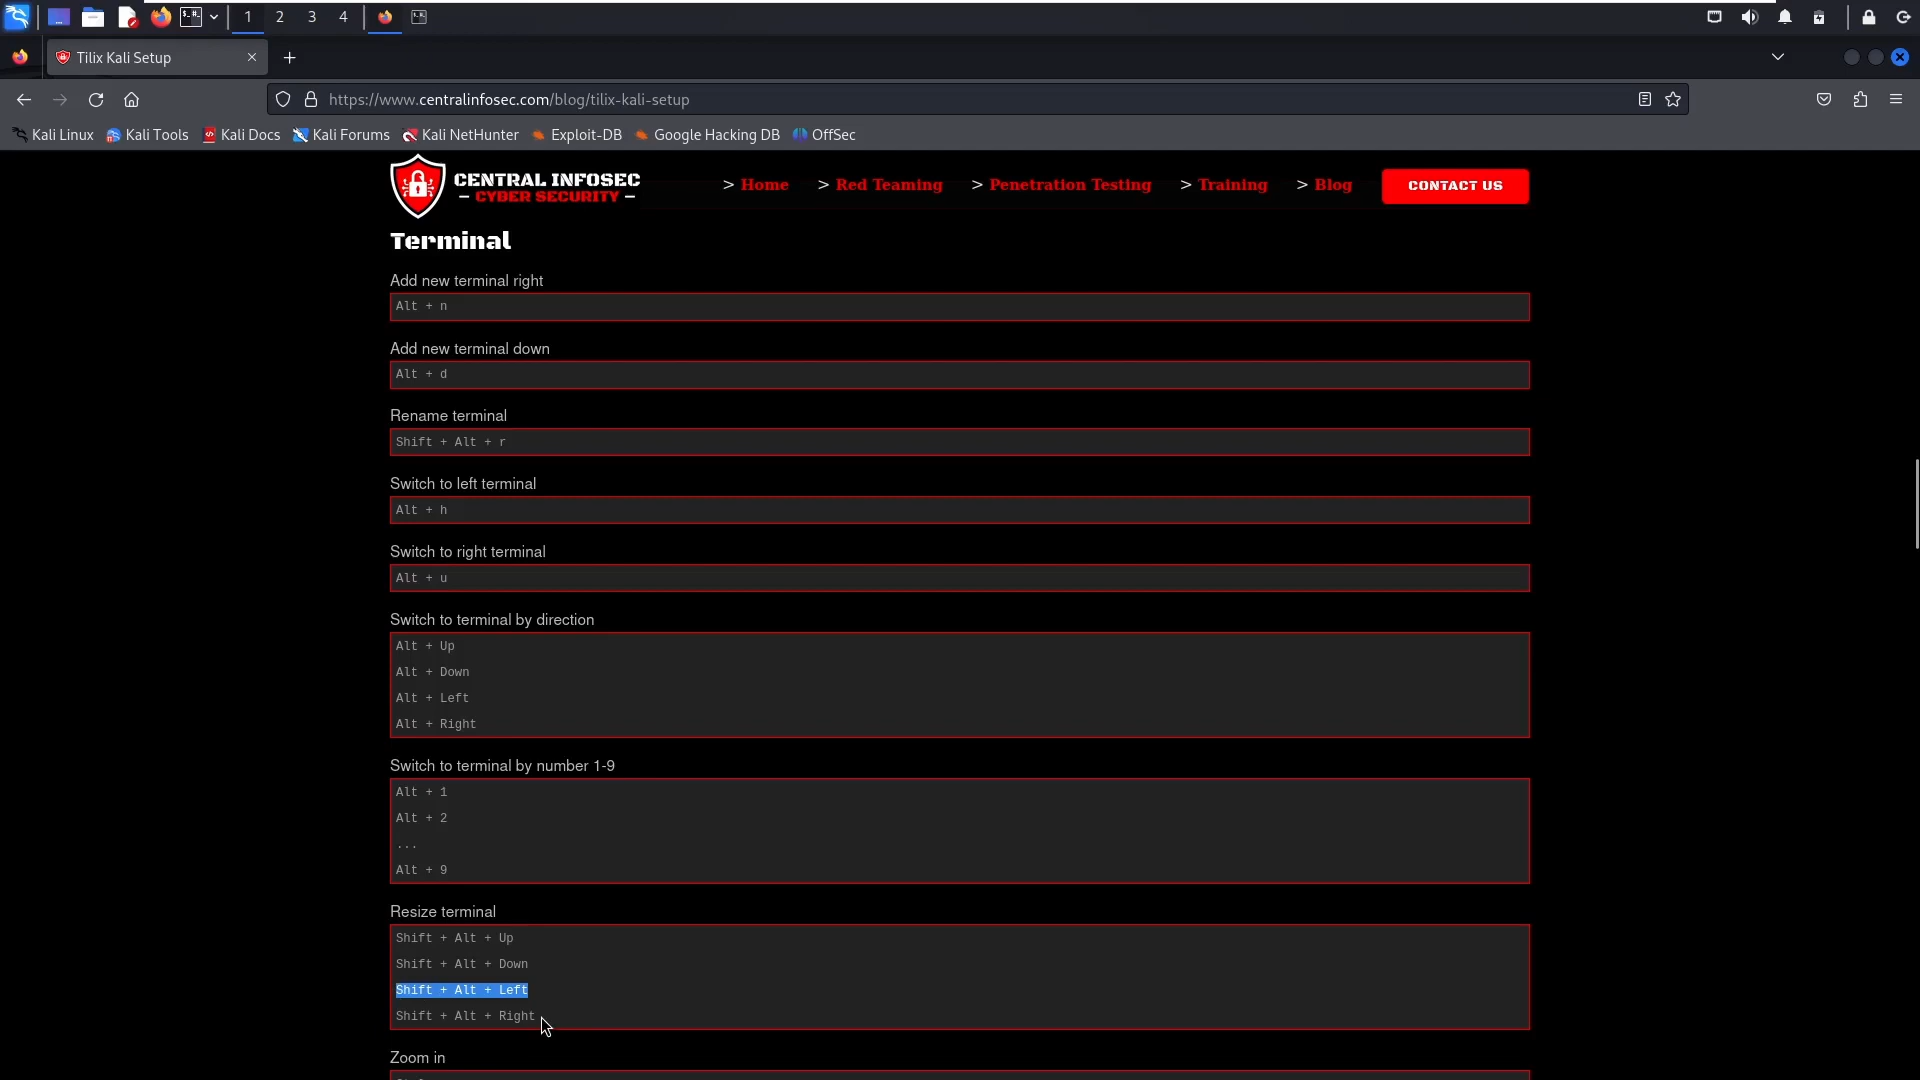 1 2 3 4
Tilix Kali Setup
https://www.centralinfosec.com/blog/tilix-kali-setup
Kali Linux Kali Tools Kali Docs Kali Forums Kali NetHunter Exploit-DB Google Hacking DB OffSec
CENTRAL INFOSEC
– CYBER SECURITY –
> Home > Red Teaming > Penetration Testing > Training > Blog CONTACT US
Terminal
Add new terminal right
Alt + n
Add new terminal down
Alt + d
Rename terminal
Shift + Alt + r
Switch to left terminal
Alt + h
Switch to right terminal
Alt + u
Switch to terminal by direction
Alt + Up
Alt + Down
Alt + Left
Alt + Right
Switch to terminal by number 1-9
Alt + 1
Alt + 2
...
Alt + 9
Resize terminal
Shift + Alt + Up
Shift + Alt + Down
Shift + Alt + Left
Shift + Alt + Right
Zoom in